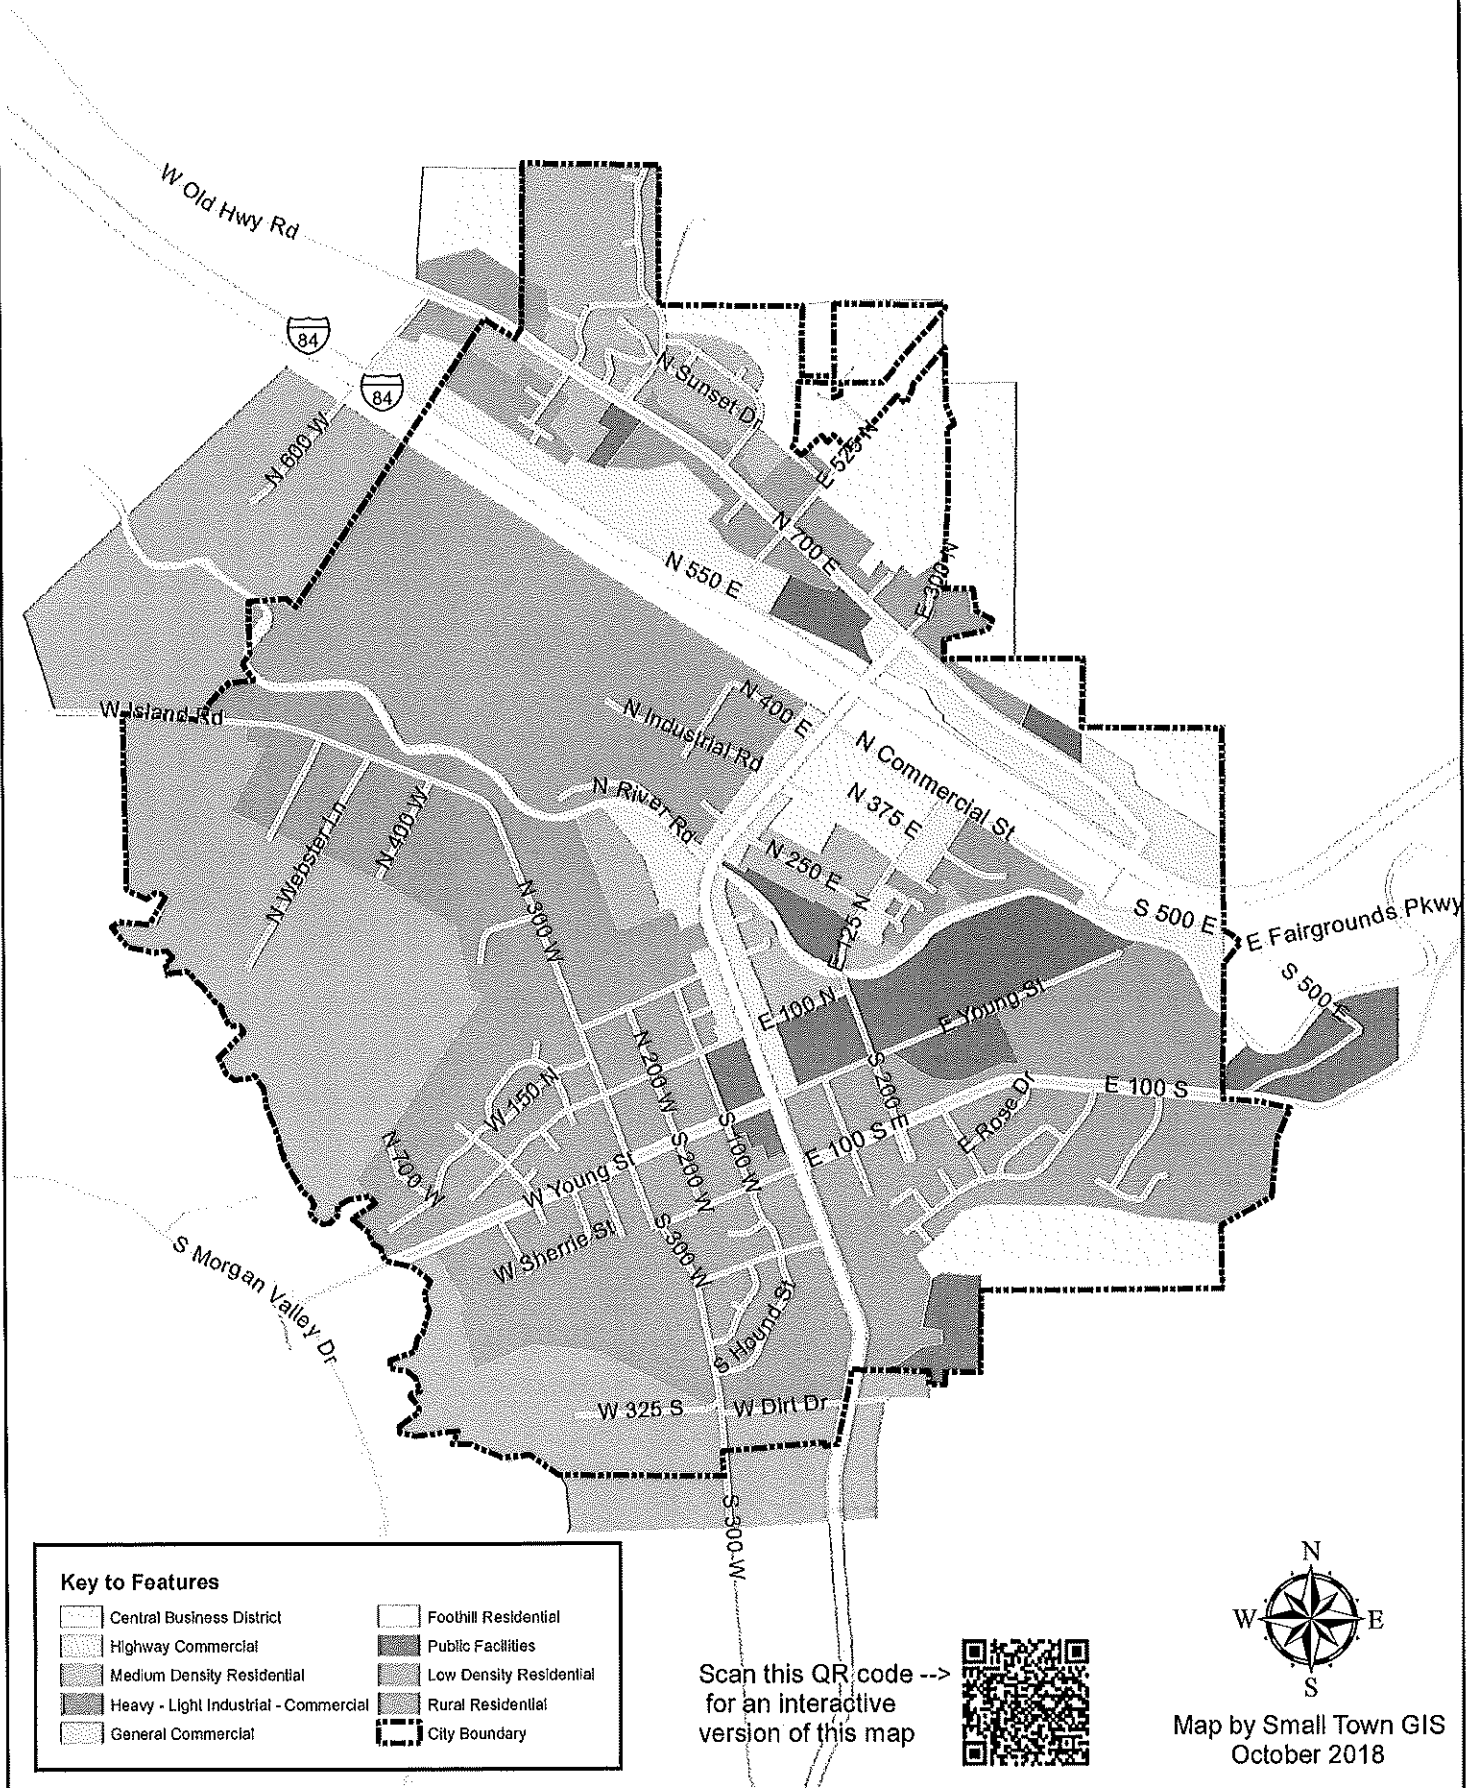 W Old Hwy Rd
84
84
N Sunset Dr
N 600 W
E 525 N
N 700 E
N 550 E
E 300 N
W Island Rd
N 400 E
N Industrial Rd
N Commercial St
N River Rd
N 375 E
N Webster Ln
N 400 W
N 250 E
N 300 W
E 125 N
S 500 E
E Fairgrounds Pkwy
S 500 E
E 100 N
E Young St
N 200 W
W 150 N
S 200 E
E 100 S
E Rose Dr
S 100 W
E 100 S
N 700 W
S 200 W
W Young St
S 300 W
W Sherrie St
S Morgan Valley Dr
S Hound St
W 325 S
W Dirt Dr
S 300 W
Key to Features
Central Business District
Highway Commercial
Medium Density Residential
Heavy - Light Industrial - Commercial
General Commercial
Foothill Residential
Public Facilities
Low Density Residential
Rural Residential
City Boundary
Scan this QR code -->
for an interactive
version of this map
N
W
E
S
Map by Small Town GIS
October 2018